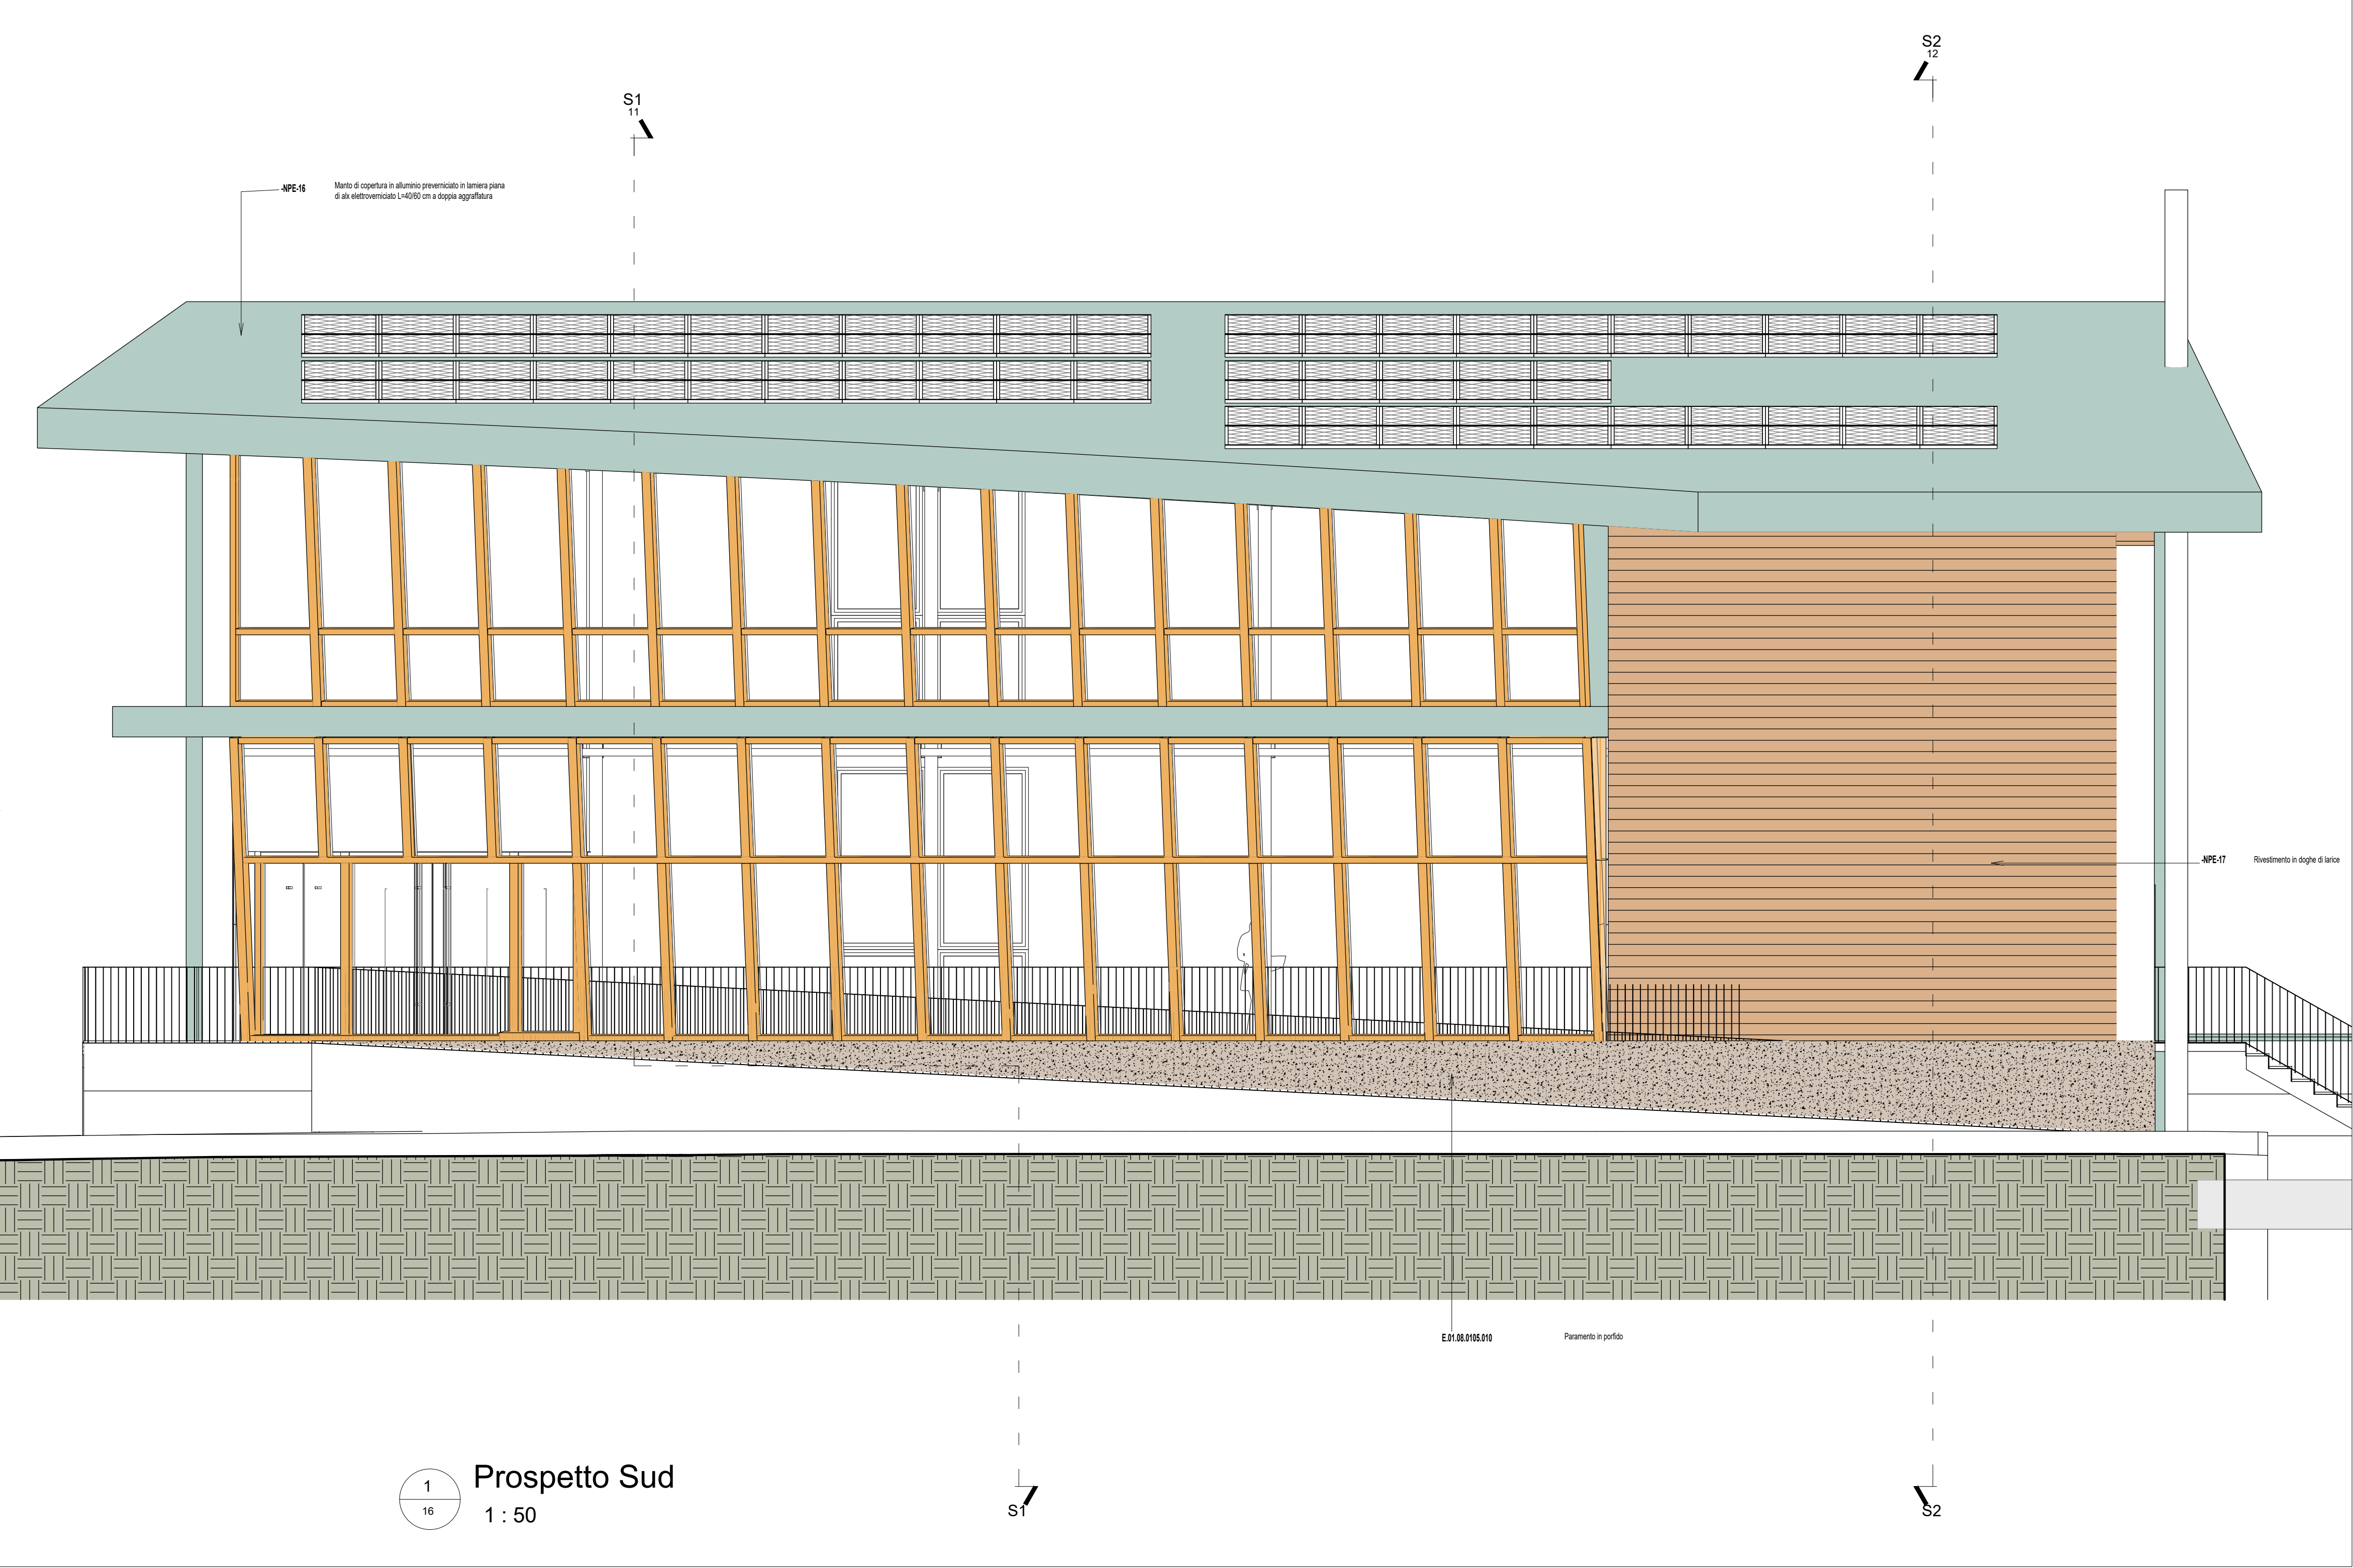 S2
12
S1
11
-NPE-16
Manto di copertura in alluminio preverniciato in lamiera piana
di alx elettroverniciato L=40/60 cm a doppia aggraffatura
-NPE-17
Rivestimento in doghe di larice
E.01.08.0105.010
Paramento in porfido
1
16
Prospetto Sud
1 : 50
S1
S2